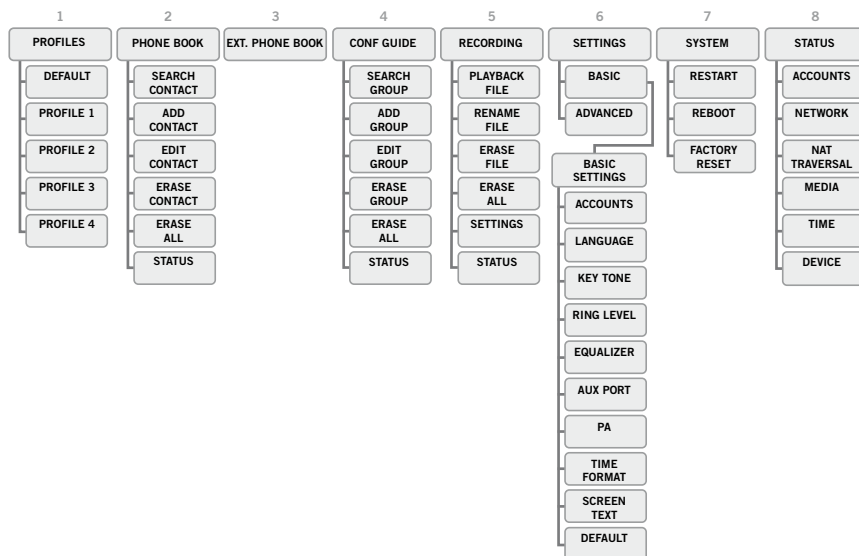 1 2 3 4 5 6 7 8
PROFILES
DEFAULT
PROFILE 1
PROFILE 2
PROFILE 3
PROFILE 4
PHONE BOOK
SEARCH
CONTACT
ADD
CONTACT
EDIT
CONTACT
ERASE
CONTACT
ERASE
ALL
STATUS
EXT. PHONE BOOK
CONF GUIDE
SEARCH
GROUP
ADD
GROUP
EDIT
GROUP
ERASE
GROUP
ERASE
ALL
STATUS
RECORDING
PLAYBACK
FILE
RENAME
FILE
ERASE
FILE
ERASE
ALL
SETTINGS
STATUS
SETTINGS
BASIC
ADVANCED
BASIC
SETTINGS
ACCOUNTS
LANGUAGE
KEY TONE
RING LEVEL
EQUALIZER
AUX PORT
PA
TIME
FORMAT
SCREEN
TEXT
DEFAULT
SYSTEM
RESTART
REBOOT
FACTORY
RESET
STATUS
ACCOUNTS
NETWORK
NAT
TRAVERSAL
MEDIA
TIME
DEVICE